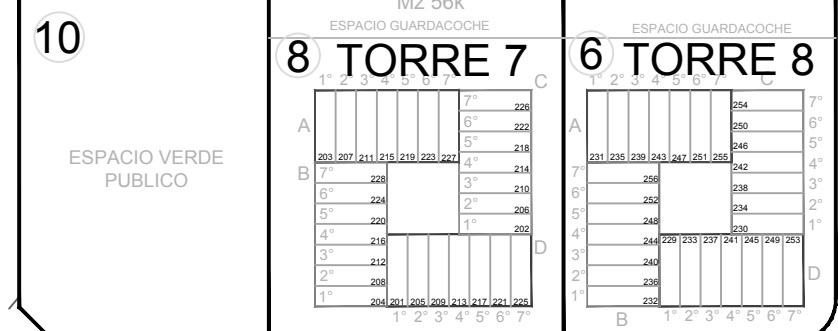 MZ 56k
ESPACIO GUARDACOCHE
ESPACIO GUARDACOCHE
10
8 TORRE 7
6 TORRE 8
ESPACIO VERDE
PUBLICO
1° 2° 3° 4° 5° 6° 7°
C
A
203 207 211 215 219 223 227
7° 226
6° 222
5° 218
4° 214
3° 210
2° 206
1° 202
B
7° 228
6° 224
5° 220
4° 216
3° 212
2° 208
1° 204
D
201 205 209 213 217 221 225
1° 2° 3° 4° 5° 6° 7°
1° 2° 3° 4° 5° 6° 7°
C
A
231 235 239 243 247 251 255
254 7°
250 6°
246 5°
242 4°
238 3°
234 2°
230 1°
7° 256
6° 252
5° 248
4° 244
3° 240
2° 236
1° 232
229 233 237 241 245 249 253
D
B
1° 2° 3° 4° 5° 6° 7°